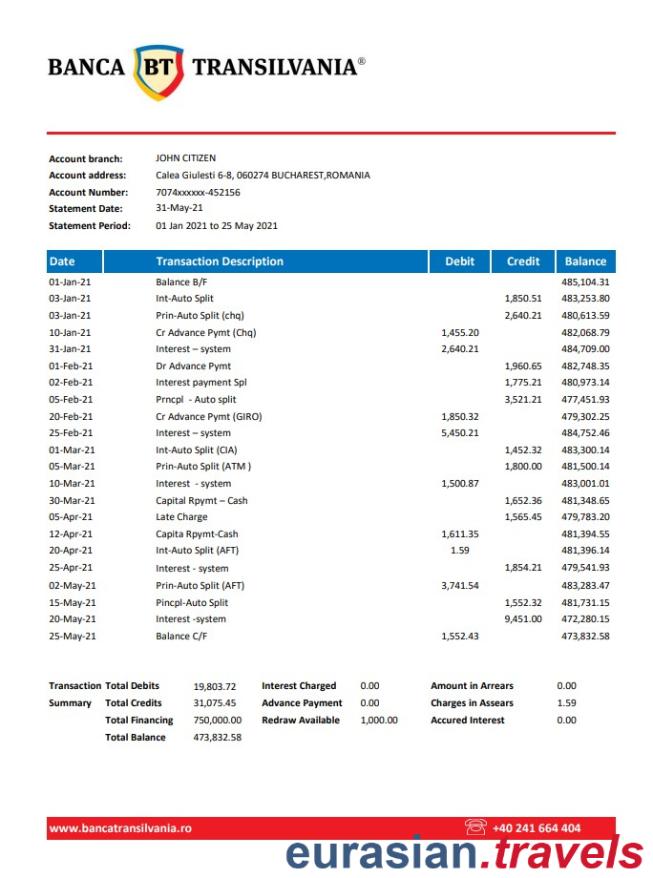 BANCA BT TRANSILVANIA®
Account branch: JOHN CITIZEN
Account address: Calea Giulesti 6-8, 060274 BUCHAREST,ROMANIA
Account Number: 7074xxxxxx-452156
Statement Date: 31-May-21
Statement Period: 01 Jan 2021 to 25 May 2021
Date Transaction Description Debit Credit Balance
01-Jan-21 Balance B/F 485,104.31
03-Jan-21 Int-Auto Split 1,850.51 483,253.80
03-Jan-21 Prin-Auto Split (chq) 2,640.21 480,613.59
10-Jan-21 Cr Advance Pymt (Chq) 1,455.20 482,068.79
31-Jan-21 Interest – system 2,640.21 484,709.00
01-Feb-21 Dr Advance Pymt 1,960.65 482,748.35
02-Feb-21 Interest payment Spl 1,775.21 480,973.14
05-Feb-21 Prncpl - Auto split 3,521.21 477,451.93
20-Feb-21 Cr Advance Pymt (GIRO) 1,850.32 479,302.25
25-Feb-21 Interest – system 5,450.21 484,752.46
01-Mar-21 Int-Auto Split (CIA) 1,452.32 483,300.14
05-Mar-21 Prin-Auto Split (ATM ) 1,800.00 481,500.14
10-Mar-21 Interest - system 1,500.87 483,001.01
30-Mar-21 Capital Rpymt – Cash 1,652.36 481,348.65
05-Apr-21 Late Charge 1,565.45 479,783.20
12-Apr-21 Capita Rpymt-Cash 1,611.35 481,394.55
20-Apr-21 Int-Auto Split (AFT) 1.59 481,396.14
25-Apr-21 Interest - system 1,854.21 479,541.93
02-May-21 Prin-Auto Split (AFT) 3,741.54 483,283.47
15-May-21 Pincpl-Auto Split 1,552.32 481,731.15
20-May-21 Interest -system 9,451.00 472,280.15
25-May-21 Balance C/F 1,552.43 473,832.58
Transaction Total Debits 19,803.72 Interest Charged 0.00 Amount in Arrears 0.00
Summary Total Credits 31,075.45 Advance Payment 0.00 Charges in Assears 1.59
Total Financing 750,000.00 Redraw Available 1,000.00 Accured Interest 0.00
Total Balance 473,832.58
www.bancatransilvania.ro +40 241 664 404
eurasian.travels